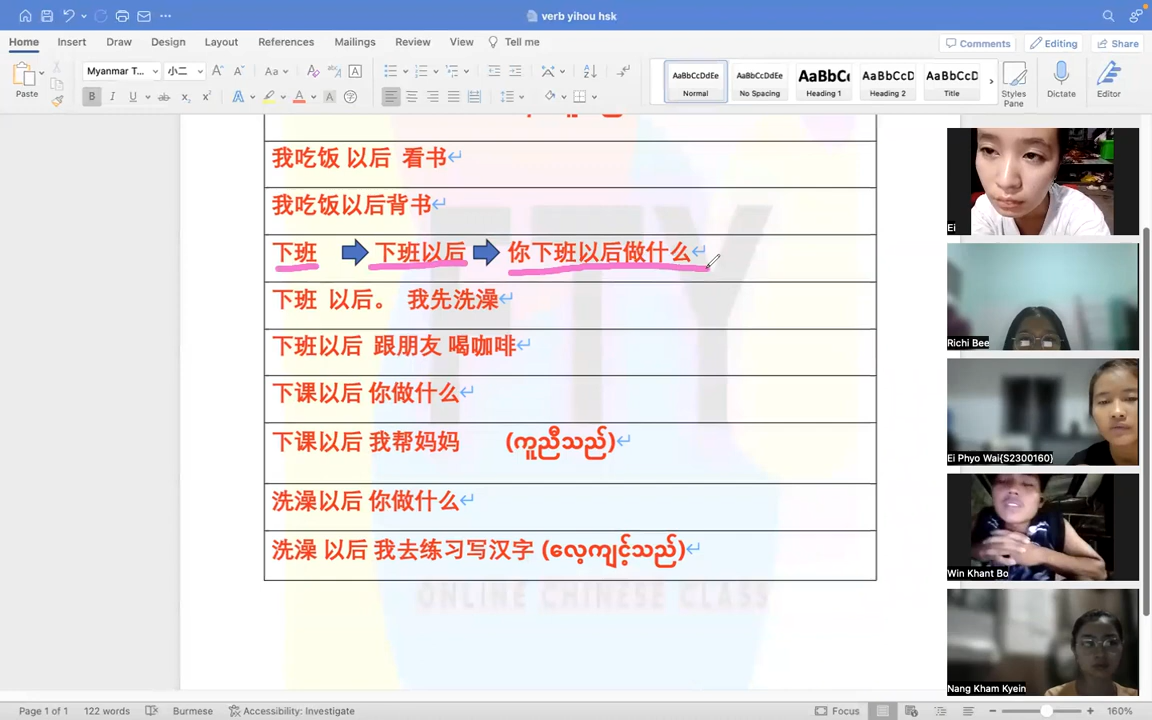 verb yihou hsk
Home Insert Draw Design Layout References Mailings Review View Tell me
Comments Editing Share
Paste
Myanmar T... 小二
Aa
B I U ab x₂ x²
AaBbCcDdEe AaBbCcDdEe AaBbCc AaBbCcD AaBbCcD
Normal No Spacing Heading 1 Heading 2 Title
Styles Pane
Dictate
Editor
我吃饭 以后 看书
我吃饭以后背书
下班 下班以后 你下班以后做什么
下班 以后。 我先洗澡
下班以后 跟朋友 喝咖啡
下课以后 你做什么
下课以后 我帮妈妈 (ကူညီသည်)
洗澡以后 你做什么
洗澡 以后 我去练习写汉字 (လေ့ကျင့်သည်)
TTY
ONLINE CHINESE CLASS
Ei
Richi Bee
Ei Phyo Wai{S2300160}
Win Khant Bo
Nang Kham Kyein
Page 1 of 1 122 words Burmese Accessibility: Investigate Focus 160%